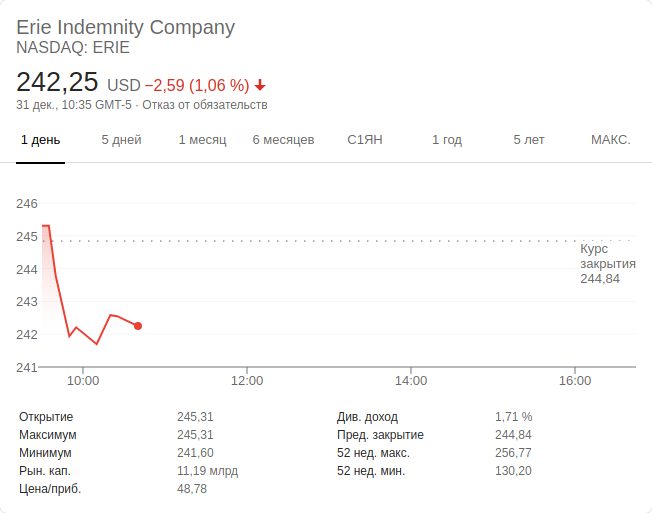 Erie Indemnity Company
NASDAQ: ERIE
242,25 USD −2,59 (1,06 %)
31 дек., 10:35 GMT-5 · Отказ от обязательств
1 день 5 дней 1 месяц 6 месяцев С1ЯН 1 год 5 лет МАКС.
246
245
Курс
закрытия
244,84
244
243
242
241
10:00 12:00 14:00 16:00
Открытие 245,31 Див. доход 1,71 %
Максимум 245,31 Пред. закрытие 244,84
Минимум 241,60 52 нед. макс. 256,77
Рын. кап. 11,19 млрд 52 нед. мин. 130,20
Цена/приб. 48,78